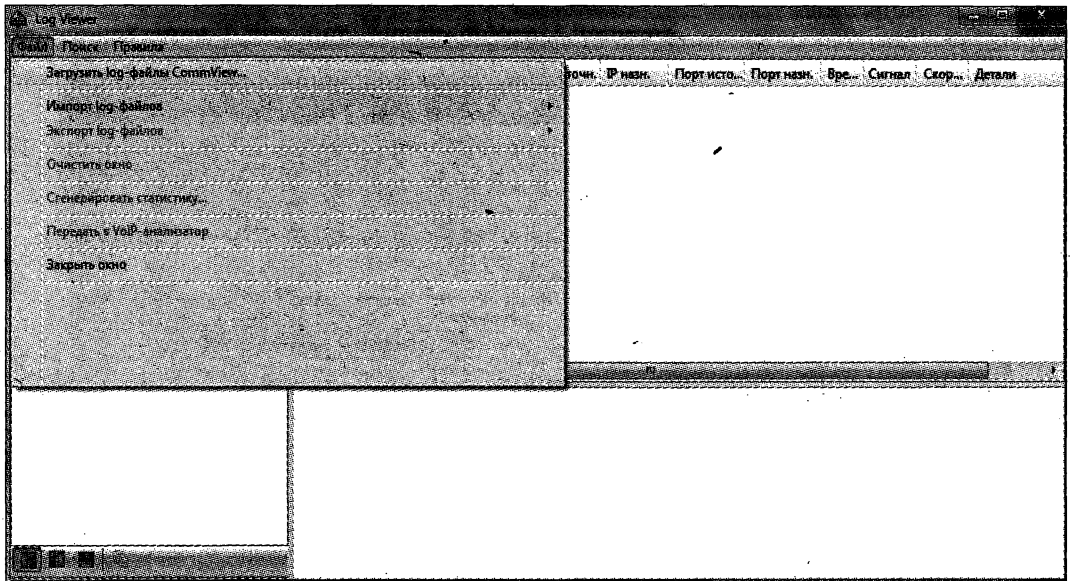 Log Viewer
Файл Поиск Правила
Загрузить log-файлы CommView...
Импорт log-файлов
Экспорт log-файлов
Очистить окно
Сгенерировать статистику...
Передать в VoIP-анализатор
Закрыть окно
точн. IP назн. Порт исто... Порт назн. Вре... Сигнал Скор... Детали